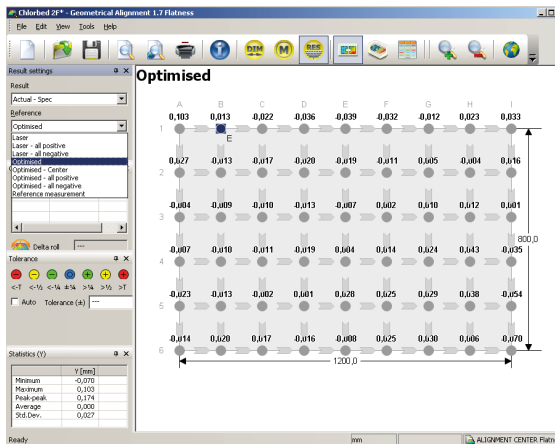 Chlorbed 2F* - Geometrical Alignment 1.7 Flatness
File Edit View Tools Help
DIM M RES
Result settings
Result
Actual - Spec
Reference
Optimised
Laser
Laser - all positive
Laser - all negative
Optimised
Optimised - Center
Optimised - all positive
Optimised - all negative
Reference measurement
Delta roll ---
Tolerance
<-T <-½ <-¼ ±¼ >¼ >½ >T
Auto Tolerance (±) ---
Statistics (Y)
Y [mm]
Minimum -0,070
Maximum 0,103
Peak-peak 0,174
Average 0,000
Std.Dev. 0,027
Optimised
A B C D E F G H I
0,103 0,013 -0,022 -0,036 -0,039 -0,032 -0,012 0,023 0,033
1
E
0,027 -0,013 -0,017 -0,020 -0,019 -0,011 0,005 -0,004 0,016
2
-0,004 -0,009 -0,010 -0,013 -0,007 0,002 0,010 0,012 0,001
3
800,0
-0,007 -0,010 -0,011 -0,019 0,004 0,014 0,024 0,043 -0,035
4
-0,023 -0,013 -0,002 0,001 0,028 0,025 0,029 0,038 -0,054
5
-0,014 0,020 0,017 -0,016 -0,008 0,025 0,030 0,006 -0,070
6
1200,0
Ready
mm
ALIGNMENT CENTER Flatn